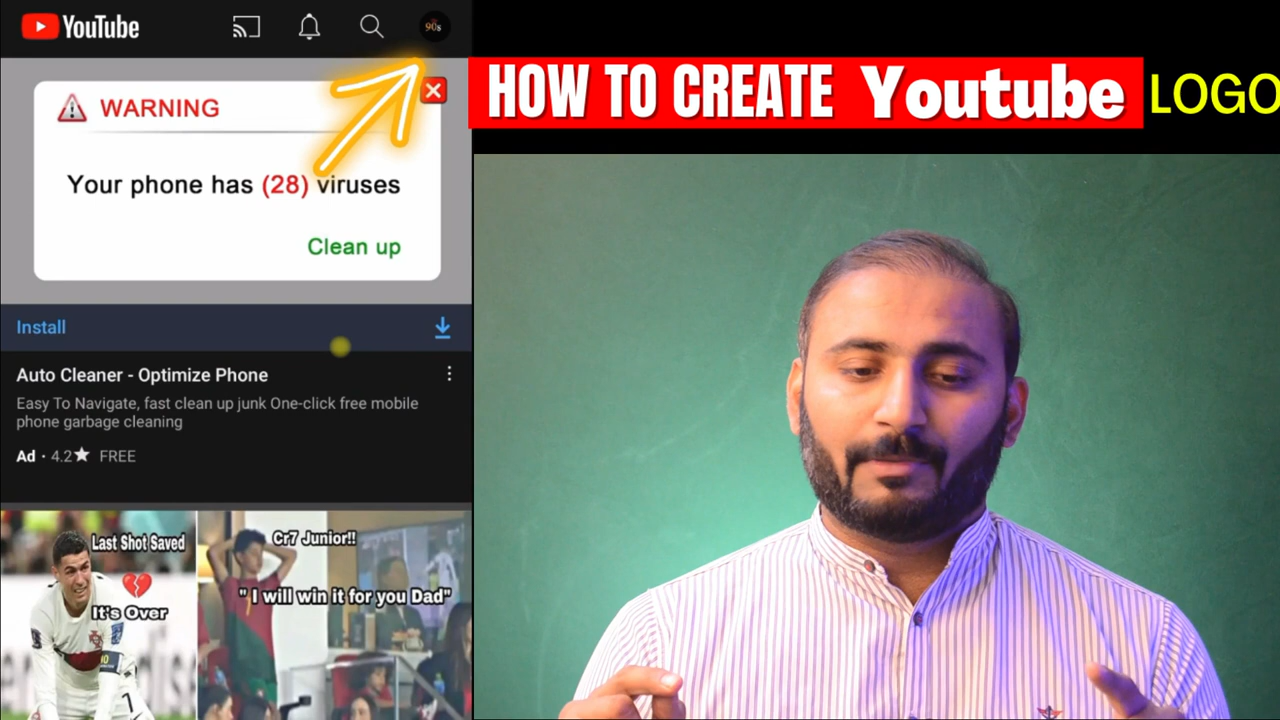 YouTube
90s
HOW TO CREATE Youtube LOGO
WARNING
Your phone has (28) viruses
Clean up
Install
Auto Cleaner - Optimize Phone
Easy To Navigate, fast clean up junk One-click free mobile
phone garbage cleaning
Ad · 4.2★ FREE
Last Shot Saved
It's Over
Cr7 Junior!!
" I will win it for you Dad"